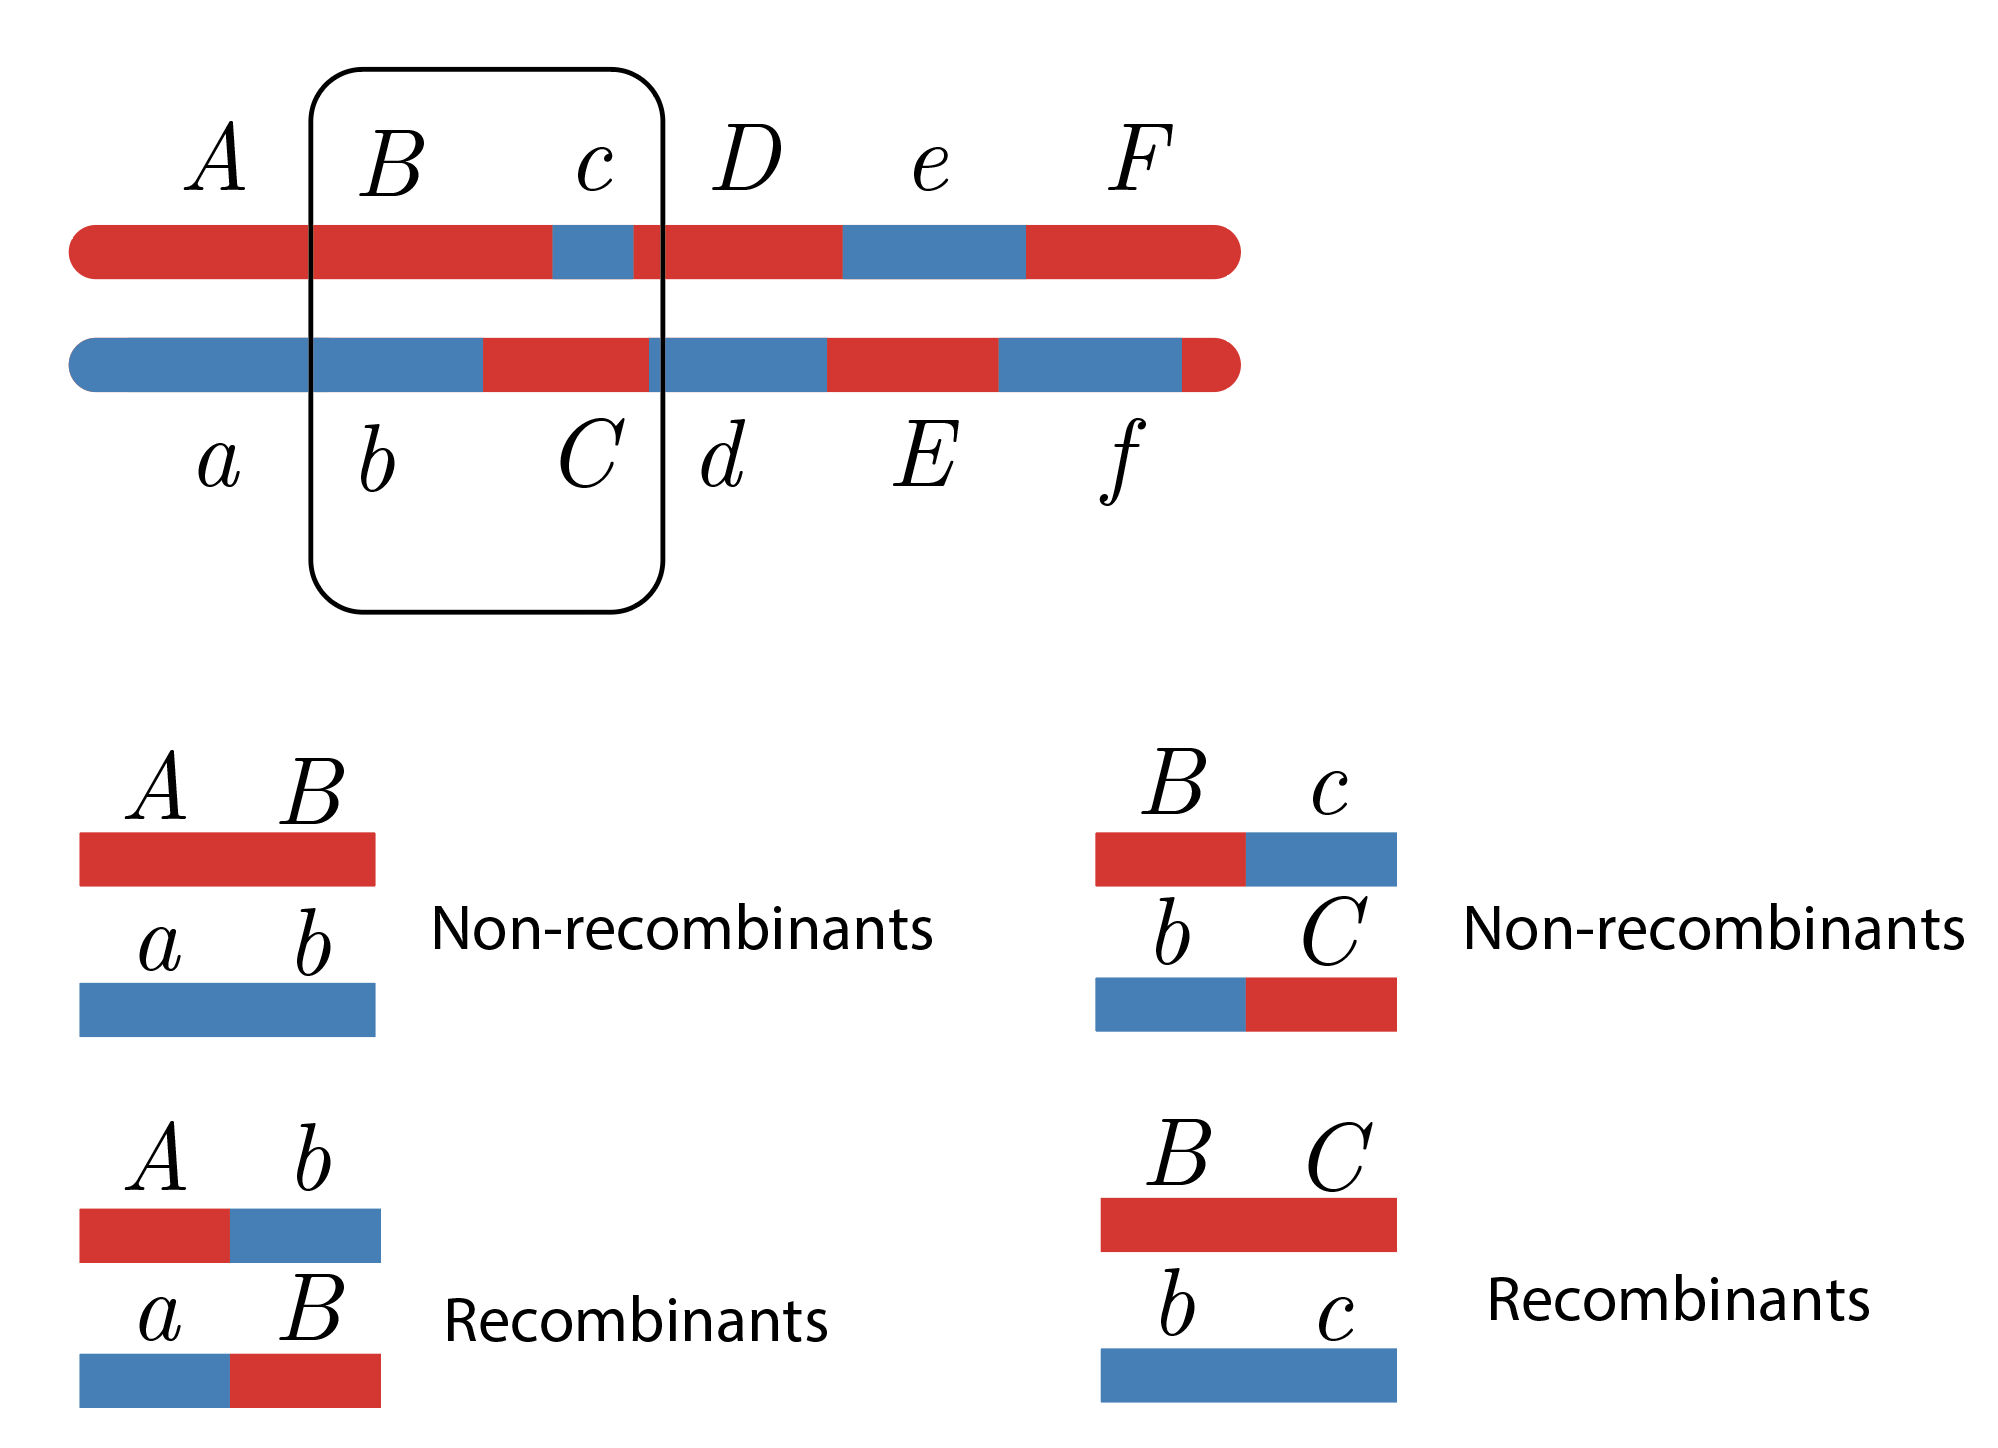 A B c D e F
a b C d E f
A B
a b
Non-recombinants
B c
b C
Non-recombinants
A b
a B
Recombinants
B C
b c
Recombinants